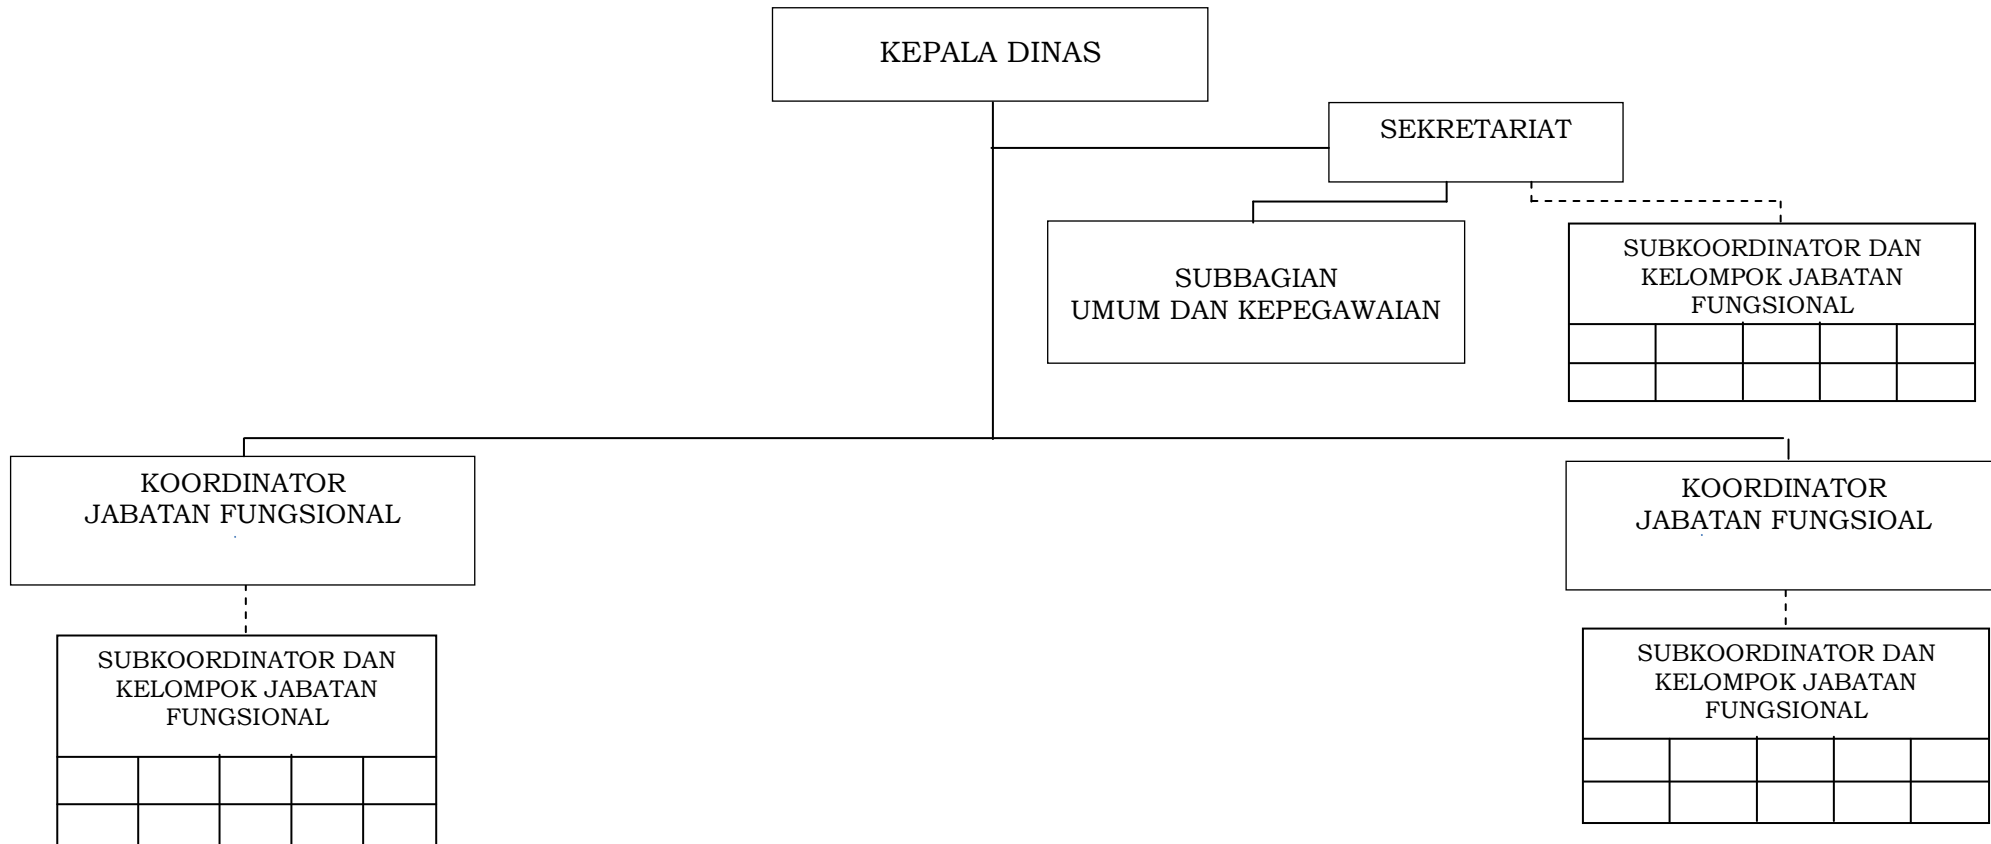 KEPALA DINAS
SEKRETARIAT
SUBBAGIAN
UMUM DAN KEPEGAWAIAN
SUBKOORDINATOR DAN
KELOMPOK JABATAN
FUNGSIONAL
KOORDINATOR
JABATAN FUNGSIONAL
KOORDINATOR
JABATAN FUNGSIOAL
SUBKOORDINATOR DAN
KELOMPOK JABATAN
FUNGSIONAL
SUBKOORDINATOR DAN
KELOMPOK JABATAN
FUNGSIONAL